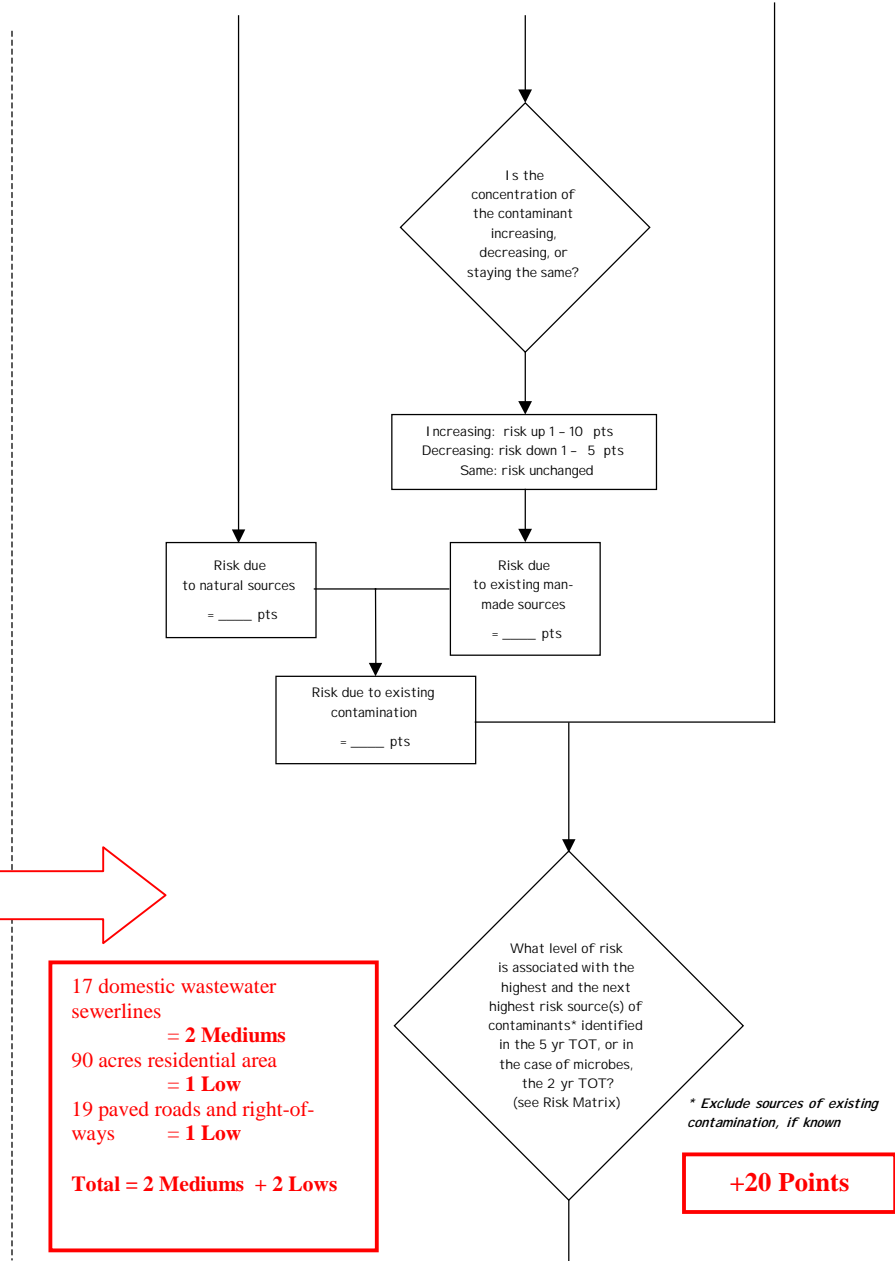 Is the
concentration of
the contaminant
increasing,
decreasing, or
staying the same?
Increasing: risk up 1 – 10 pts
Decreasing: risk down 1 – 5 pts
Same: risk unchanged
Risk due
to natural sources
= _____ pts
Risk due
to existing man-
made sources
= _____ pts
Risk due to existing
contamination
= _____ pts
17 domestic wastewater
sewerlines
= 2 Mediums
90 acres residential area
= 1 Low
19 paved roads and right-of-
ways = 1 Low
Total = 2 Mediums + 2 Lows
What level of risk
is associated with the
highest and the next
highest risk source(s) of
contaminants* identified
in the 5 yr TOT, or in
the case of microbes,
the 2 yr TOT?
(see Risk Matrix)
* Exclude sources of existing
contamination, if known
+20 Points